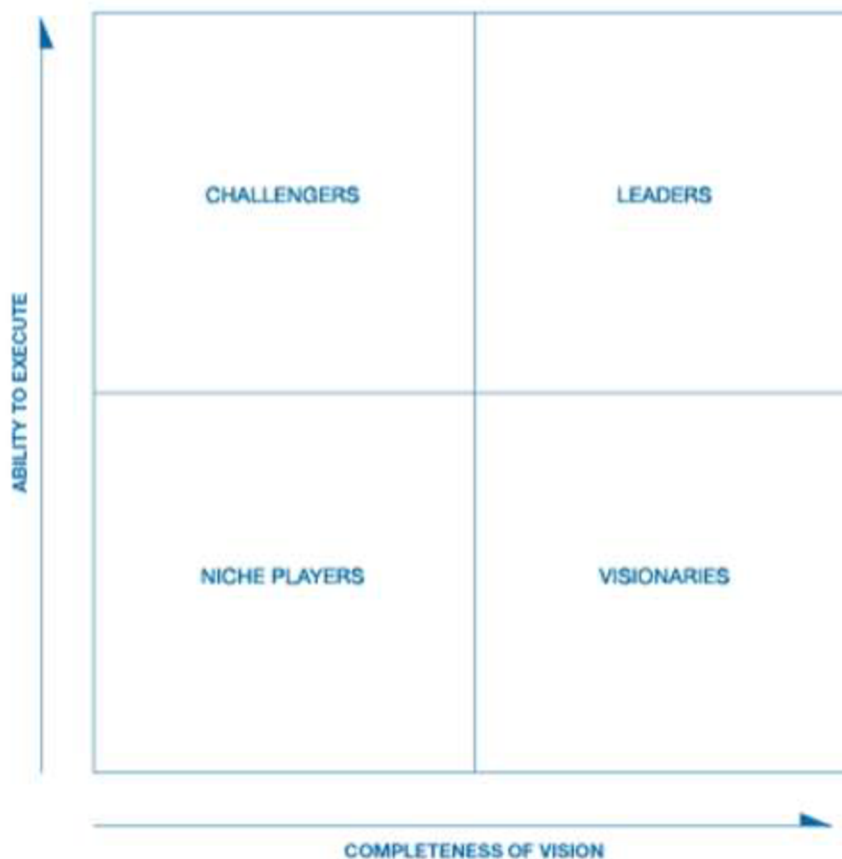 CHALLENGERS
LEADERS
ABILITY TO EXECUTE
NICHE PLAYERS
VISIONARIES
COMPLETENESS OF VISION